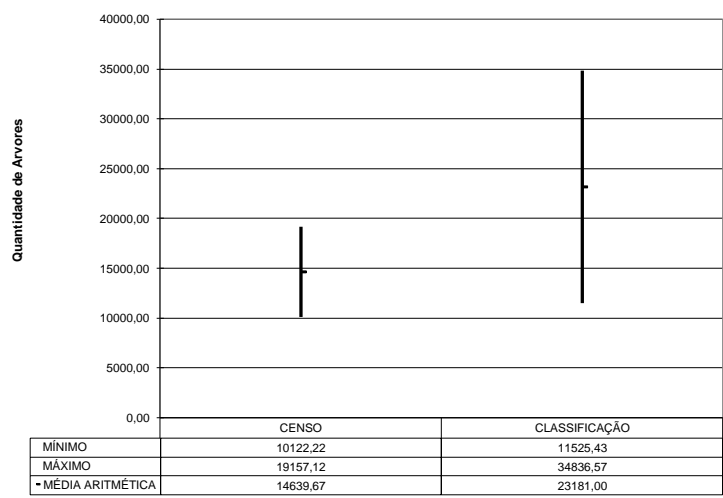 Quantidade de Arvores
40000,00
35000,00
30000,00
25000,00
20000,00
15000,00
10000,00
5000,00
0,00
CENSO CLASSIFICAÇÃO
MÍNIMO 10122,22 11525,43
MÁXIMO 19157,12 34836,57
MÉDIA ARITMÉTICA 14639,67 23181,00